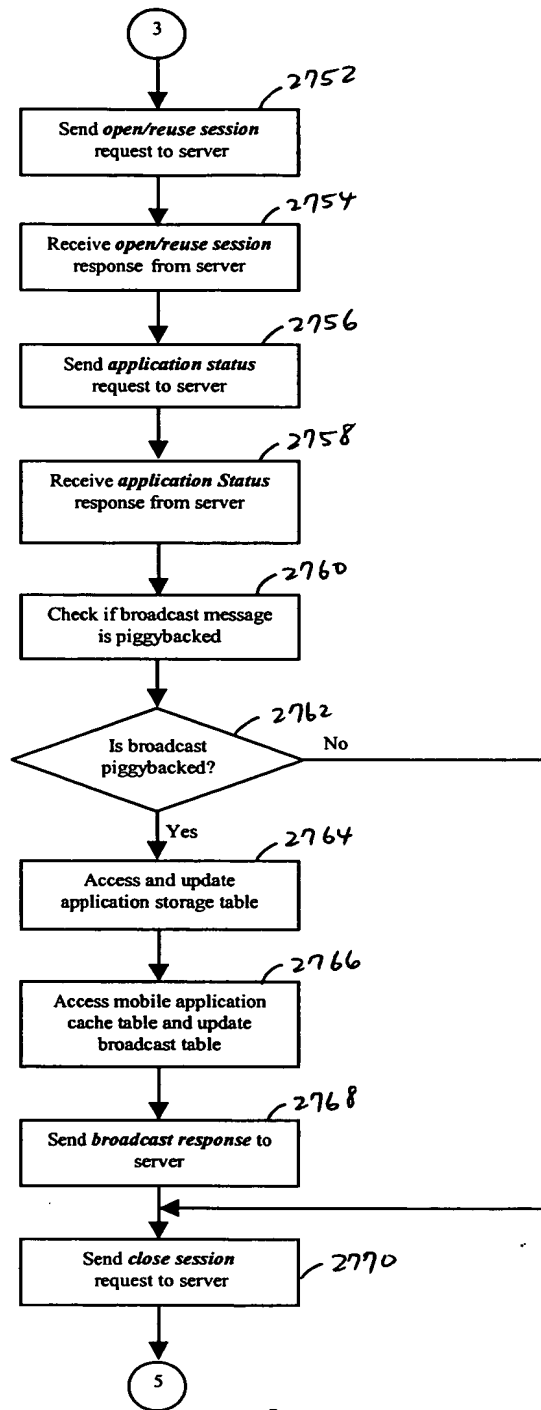 3
2752
Send open/reuse session
request to server
2754
Receive open/reuse session
response from server
2756
Send application status
request to server
2758
Receive application Status
response from server
2760
Check if broadcast message
is piggybacked
2762
Is broadcast
piggybacked?
No
Yes
2764
Access and update
application storage table
2766
Access mobile application
cache table and update
broadcast table
2768
Send broadcast response to
server
Send close session
request to server
2770
5